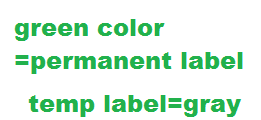 green color
=permanent label
temp label=gray